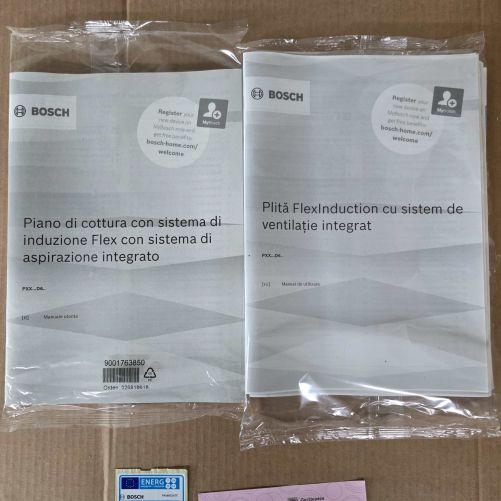 BOSCH
Register your
new device on
MyBosch now and
get free benefits:
bosch-home.com/
welcome
MyBosch
Piano di cottura con sistema di
induzione Flex con sistema di
aspirazione integrato
PXX...D6..
[it] Manuale utente
9001763850
BOSCH
Register your
new device on
MyBosch now and
get free benefits:
bosch-home.com/
welcome
MyBosch
Plită FlexInduction cu sistem de
ventilație integrat
PXX...D6..
[ro] Manual de utilizare
ENERG
BOSCH